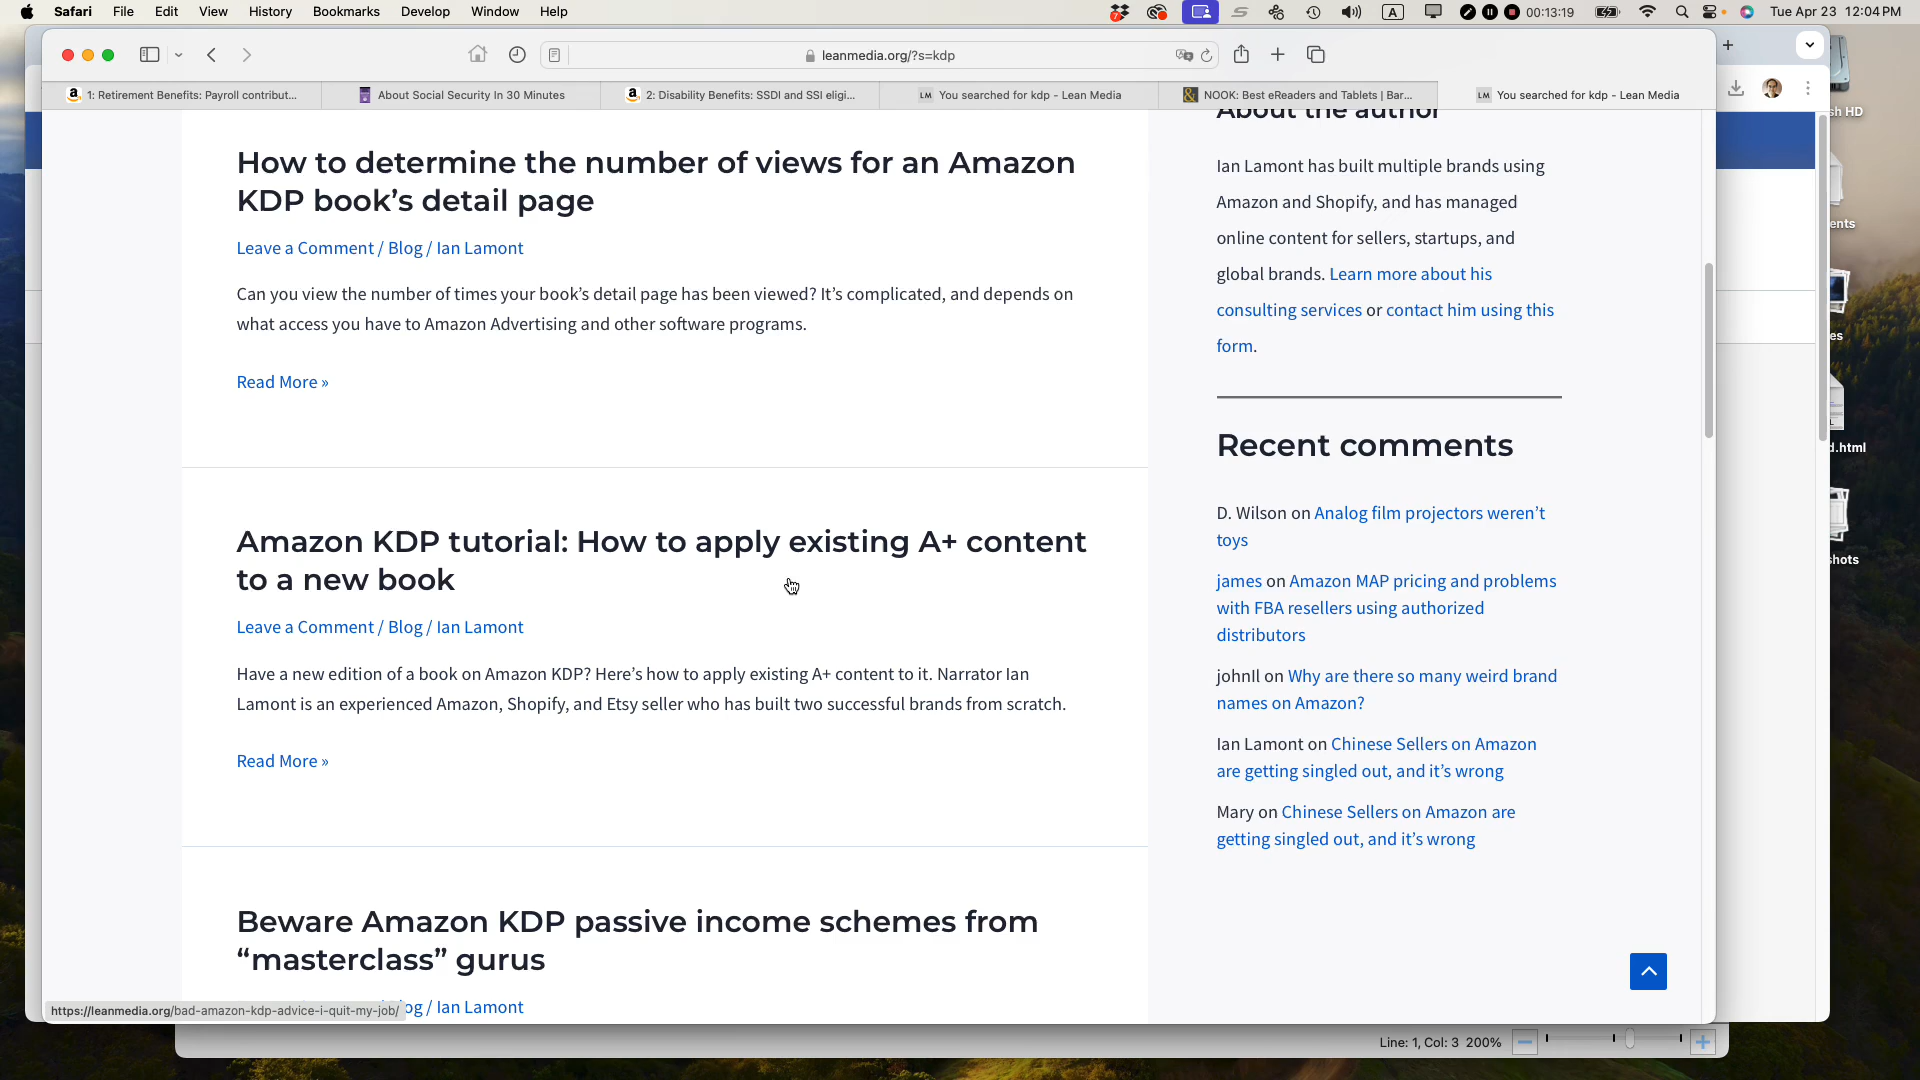 Safari File Edit View History Bookmarks Develop Window Help
7 A 00:13:19 Tue Apr 23 12:04 PM
leanmedia.org/?s=kdp
1: Retirement Benefits: Payroll contribut...
About Social Security In 30 Minutes
2: Disability Benefits: SSDI and SSI eligi...
LM You searched for kdp - Lean Media
NOOK: Best eReaders and Tablets | Bar...
LM You searched for kdp - Lean Media
How to determine the number of views for an Amazon
KDP book’s detail page
Leave a Comment / Blog / Ian Lamont
Can you view the number of times your book’s detail page has been viewed? It’s complicated, and depends on
what access you have to Amazon Advertising and other software programs.
Read More »
Amazon KDP tutorial: How to apply existing A+ content
to a new book
Leave a Comment / Blog / Ian Lamont
Have a new edition of a book on Amazon KDP? Here’s how to apply existing A+ content to it. Narrator Ian
Lamont is an experienced Amazon, Shopify, and Etsy seller who has built two successful brands from scratch.
Read More »
Beware Amazon KDP passive income schemes from
“masterclass” gurus
og / Ian Lamont
https://leanmedia.org/bad-amazon-kdp-advice-i-quit-my-job/
About the author
Ian Lamont has built multiple brands using
Amazon and Shopify, and has managed
online content for sellers, startups, and
global brands. Learn more about his
consulting services or contact him using this
form.
Recent comments
D. Wilson on Analog film projectors weren’t
toys
james on Amazon MAP pricing and problems
with FBA resellers using authorized
distributors
johnll on Why are there so many weird brand
names on Amazon?
Ian Lamont on Chinese Sellers on Amazon
are getting singled out, and it’s wrong
Mary on Chinese Sellers on Amazon are
getting singled out, and it’s wrong
sh HD
ents
es
d.html
shots
Line: 1, Col: 3 200%